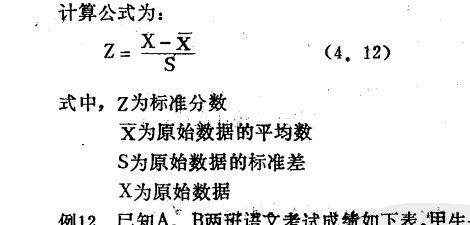 计算公式为：
Z = (X − X̅) / S （4．12）
式中，Z为标准分数
X̅为原始数据的平均数
S为原始数据的标准差
X为原始数据
例12 已知A、B两班语文考试成绩如下表，甲生